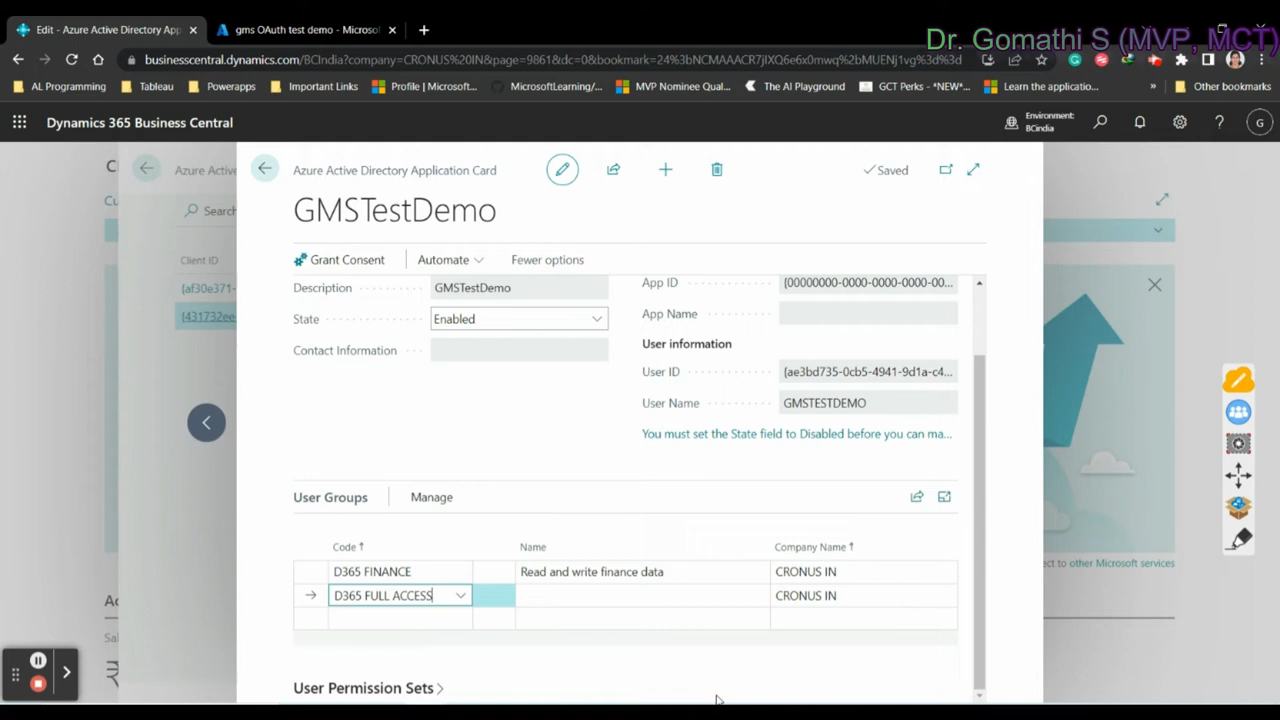 Dr. Gomathi S (MVP, MCT)
Edit - Azure Active Directory App
gms OAuth test demo - Microsof
businesscentral.dynamics.com/BCIndia?company=CRONUS%20IN&page=9861&dc=0&bookmark=24%3bNCMAAACR7jlXQ6e6x0mwq%2bMUENj1vg%3d%3d
AL Programming
Tableau
Powerapps
Important Links
Profile | Microsoft...
MicrosoftLearning/...
MVP Nominee Qual...
The AI Playground
GCT Perks - *NEW*...
Learn the applicatio...
»
Other bookmarks
Dynamics 365 Business Central
Environment:
BCindia
G
Azure Active
Search
Client ID
{af30e371-
{431732ee-
Azure Active Directory Application Card
Saved
GMSTestDemo
Grant Consent
Automate
Fewer options
Description
GMSTestDemo
State
Enabled
Contact Information
App ID
{00000000-0000-0000-0000-00...
App Name
User information
User ID
{ae3bd735-0cb5-4941-9d1a-c4...
User Name
GMSTESTDEMO
You must set the State field to Disabled before you can ma...
User Groups
Manage
Code ↑
Name
Company Name ↑
D365 FINANCE
Read and write finance data
CRONUS IN
→
D365 FULL ACCESS
CRONUS IN
User Permission Sets
ect to other Microsoft services
Cu
Ac
Sal
₹